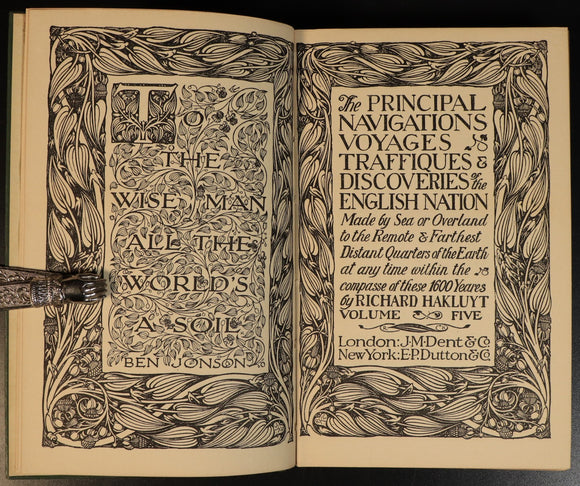 TO
THE
WISE MAN
ALL THE
WORLD'S
A SOIL
BEN JONSON
The PRINCIPAL
NAVIGATIONS
VOYAGES
TRAFFIQUES &
DISCOVERIES of the
ENGLISH NATION
Made by Sea or Overland
to the Remote & Farthest
Distant Quarters of the Earth
at any time within the
compasse of these 1600 Yeares
by RICHARD HAKLUYT
VOLUME FIVE
London: J.M. Dent & Co
New York: E.P. Dutton & Co